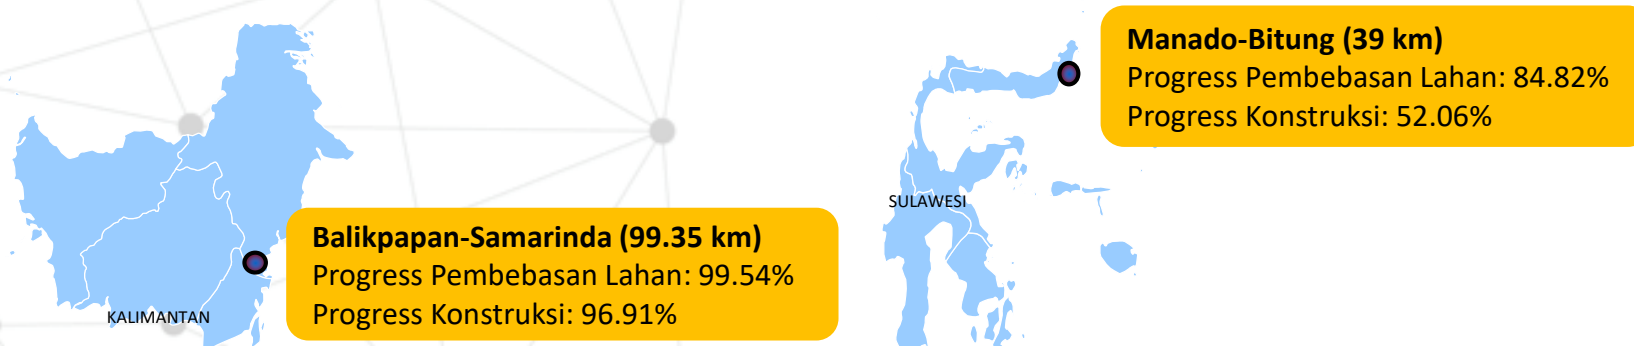 Manado-Bitung (39 km)
Progress Pembebasan Lahan: 84.82%
Progress Konstruksi: 52.06%
SULAWESI
Balikpapan-Samarinda (99.35 km)
Progress Pembebasan Lahan: 99.54%
Progress Konstruksi: 96.91%
KALIMANTAN